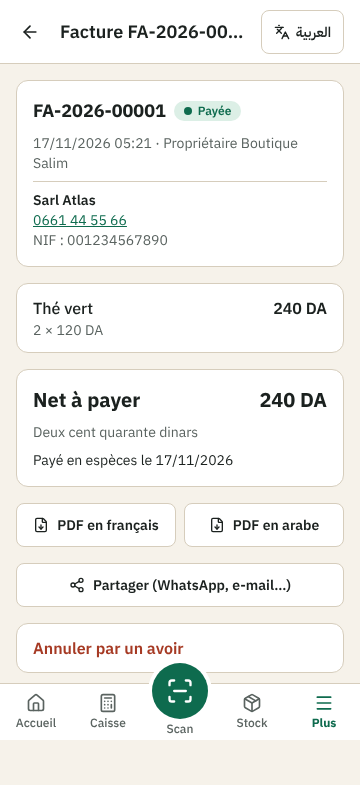 Facture FA-2026-00...
العربية
FA-2026-00001
Payée
17/11/2026 05:21 · Propriétaire Boutique
Salim
Sarl Atlas
0661 44 55 66
NIF : 001234567890
Thé vert
240 DA
2 × 120 DA
Net à payer
240 DA
Deux cent quarante dinars
Payé en espèces le 17/11/2026
PDF en français
PDF en arabe
Partager (WhatsApp, e-mail...)
Annuler par un avoir
Accueil
Caisse
Scan
Stock
Plus